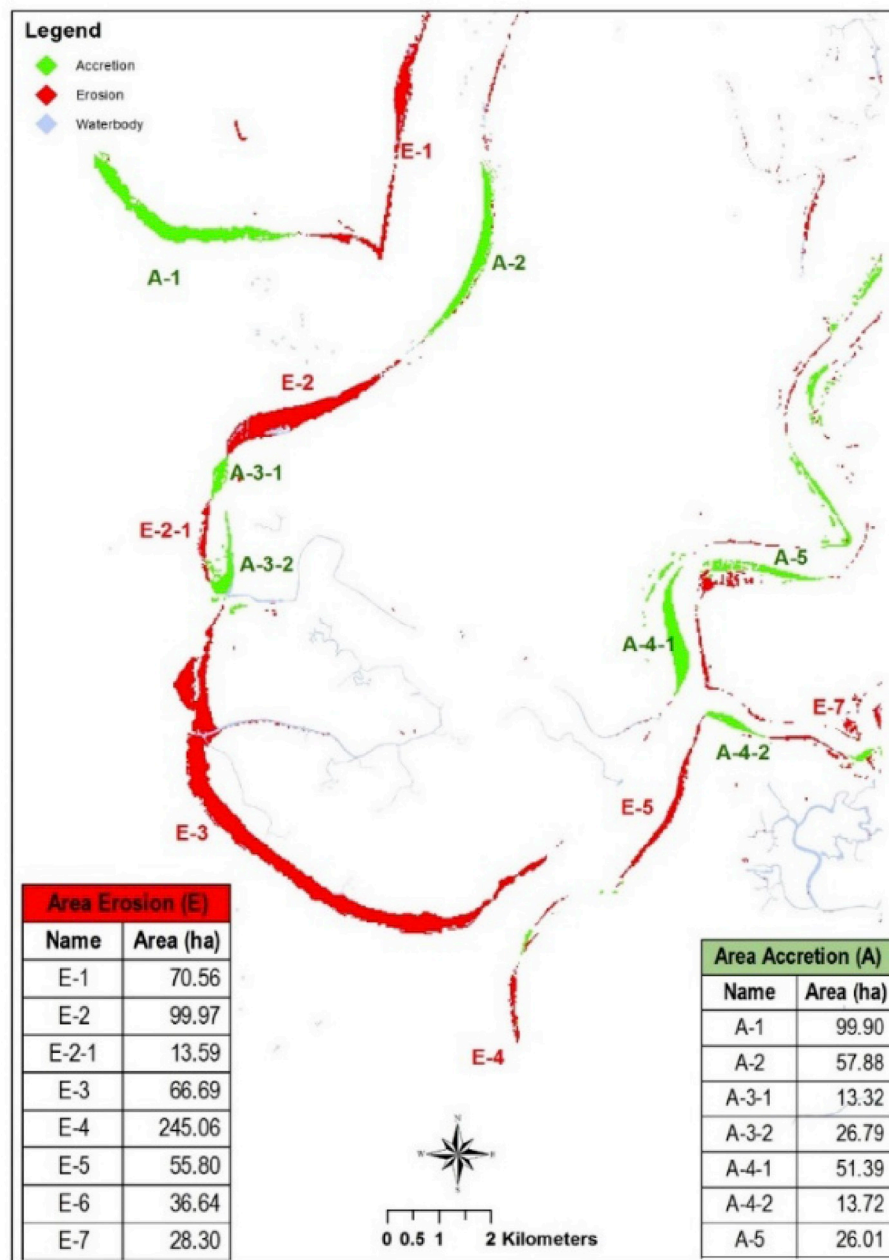 Legend
Accretion
Erosion
Waterbody
E-1
A-1
A-2
E-2
A-3-1
E-2-1
A-3-2
A-5
A-4-1
E-7
A-4-2
E-5
E-3
E-4
Area Erosion (E)
Name Area (ha)
E-1 70.56
E-2 99.97
E-2-1 13.59
E-3 66.69
E-4 245.06
E-5 55.80
E-6 36.64
E-7 28.30
Area Accretion (A)
Name Area (ha)
A-1 99.90
A-2 57.88
A-3-1 13.32
A-3-2 26.79
A-4-1 51.39
A-4-2 13.72
A-5 26.01
N
W E
S
0 0.5 1 2 Kilometers